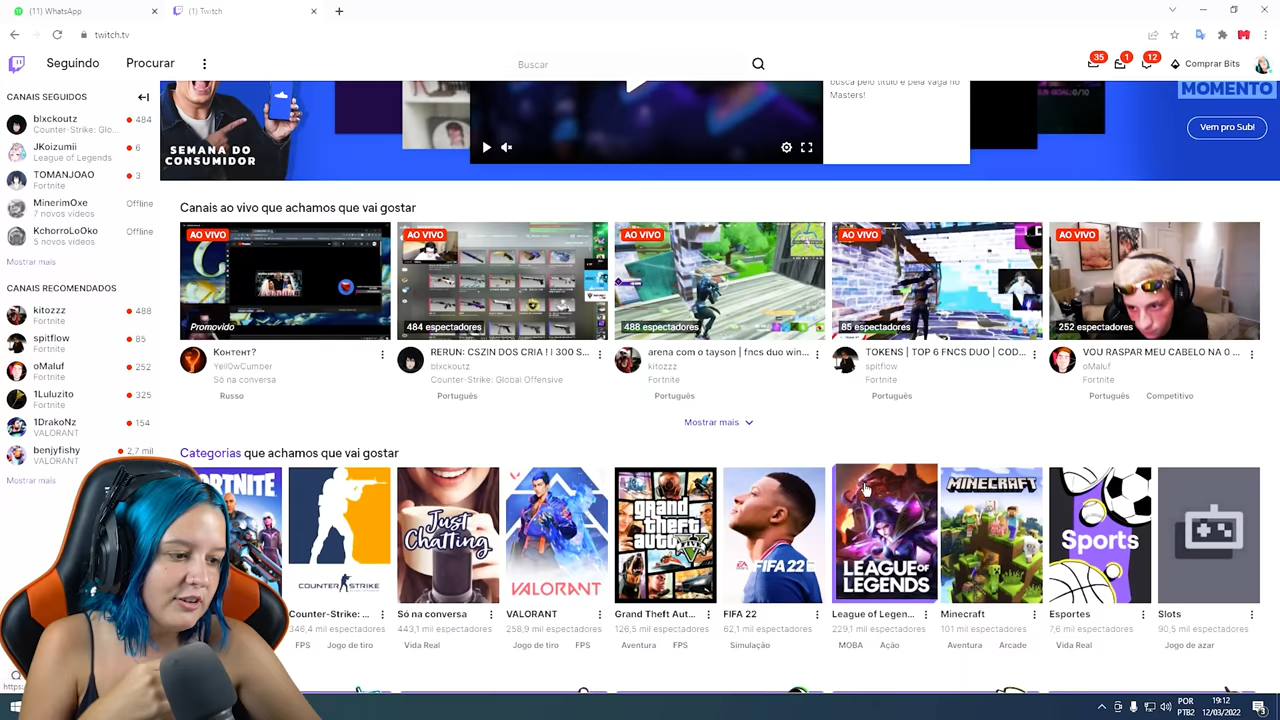 (11) WhatsApp
(1) Twitch
twitch.tv
Seguindo
Procurar
Buscar
35
1
12
Comprar Bits
CANAIS SEGUIDOS
blxckoutz
Counter-Strike: Glo...
484
JKoizumii
League of Legends
6
TOMANJOAO
Fortnite
3
MinerimOxe
7 novos vídeos
Offline
KchorroLoOko
5 novos vídeos
Offline
Mostrar mais
CANAIS RECOMENDADOS
kitozzz
Fortnite
488
spitflow
Fortnite
85
oMaluf
Fortnite
252
1Luluzito
Fortnite
325
1DrakoNz
VALORANT
154
benjyfishy
VALORANT
2,7 mil
Mostrar mais
SEMANA DO
CONSUMIDOR
busca pelo título e pela vaga no
Masters!
GOAL:0/10
MOMENTO
Vem pro Sub!
Canais ao vivo que achamos que vai gostar
AO VIVO
Promovido
Контент?
YellOwCumber
Só na conversa
Russo
AO VIVO
484 espectadores
RERUN: CSZIN DOS CRIA ! I 300 S...
blxckoutz
Counter-Strike: Global Offensive
Português
AO VIVO
488 espectadores
arena com o tayson | fncs duo win...
kitozzz
Fortnite
Português
AO VIVO
85 espectadores
TOKENS | TOP 6 FNCS DUO | COD...
spitflow
Fortnite
Português
AO VIVO
252 espectadores
VOU RASPAR MEU CABELO NA 0 ...
oMaluf
Fortnite
Português
Competitivo
Mostrar mais
Categorias que achamos que vai gostar
FORTNITE
COUNTER STRIKE
Counter-Strike: ...
346,4 mil espectadores
FPS
Jogo de tiro
Just
Chatting
Só na conversa
443,1 mil espectadores
Vida Real
VALORANT
VALORANT
258,9 mil espectadores
Jogo de tiro
FPS
grand
theft
auto
V
Grand Theft Aut...
126,5 mil espectadores
Aventura
FPS
EA SPORTS
FIFA 22
FIFA 22
62,1 mil espectadores
Simulação
LEAGUE OF
LEGENDS
League of Legen...
229,1 mil espectadores
MOBA
Ação
MINECRAFT
Minecraft
101 mil espectadores
Aventura
Arcade
Sports
Esportes
7,6 mil espectadores
Vida Real
Slots
90,5 mil espectadores
Jogo de azar
https:
POR
PTB2
19:12
12/03/2022
3